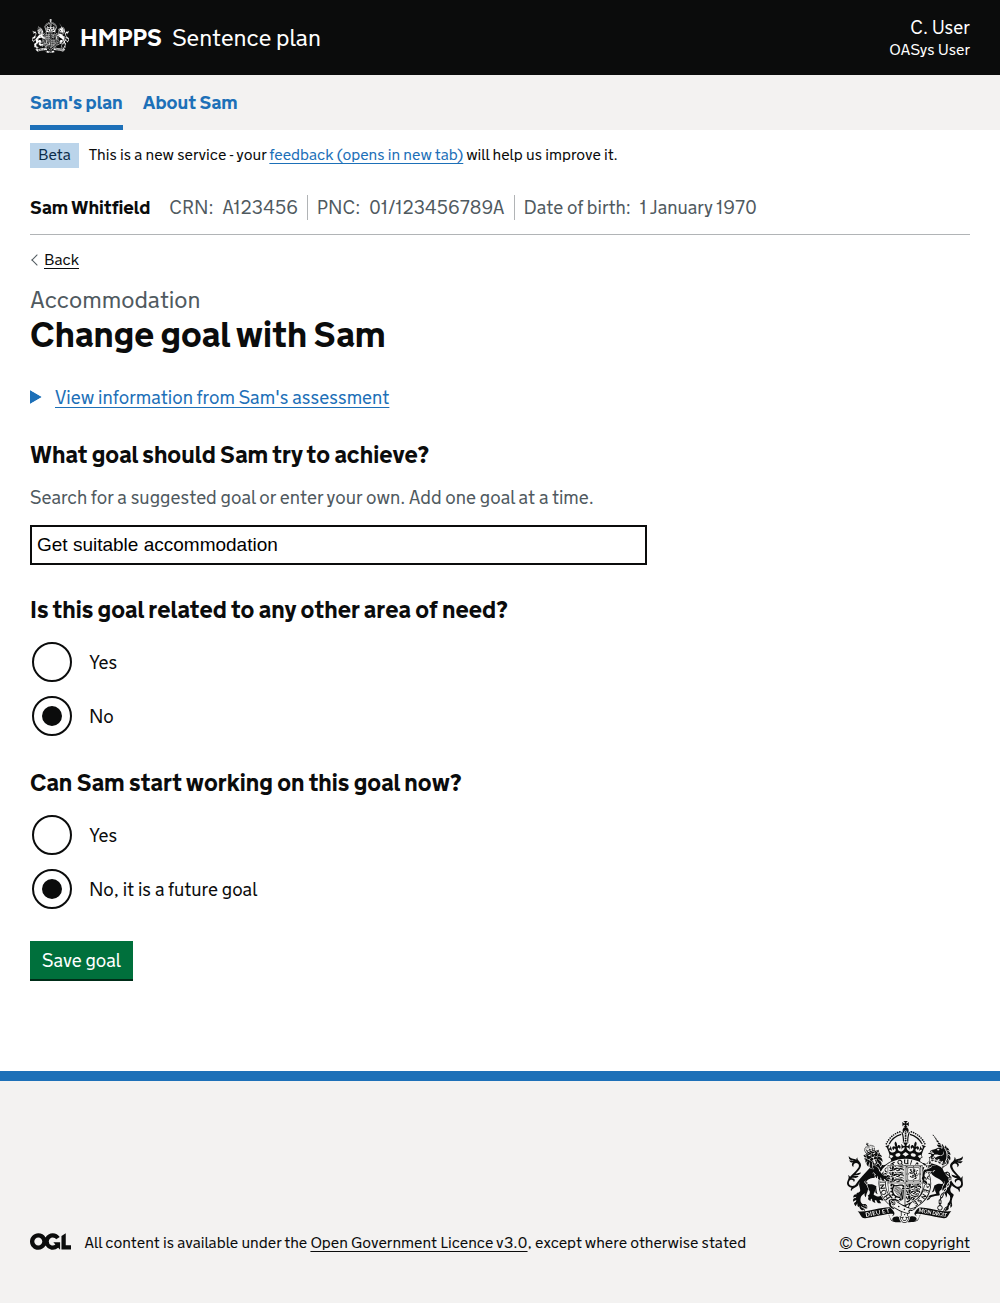 HMPPS Sentence plan
C. User
OASys User
Sam's plan About Sam
Beta This is a new service - your feedback (opens in new tab) will help us improve it.
Sam Whitfield CRN: A123456 PNC: 01/123456789A Date of birth: 1 January 1970
Back
Accommodation
Change goal with Sam
View information from Sam's assessment
What goal should Sam try to achieve?
Search for a suggested goal or enter your own. Add one goal at a time.
Get suitable accommodation
Is this goal related to any other area of need?
Yes
No
Can Sam start working on this goal now?
Yes
No, it is a future goal
Save goal
DIEU ET MON DROIT
OGL All content is available under the Open Government Licence v3.0, except where otherwise stated
© Crown copyright